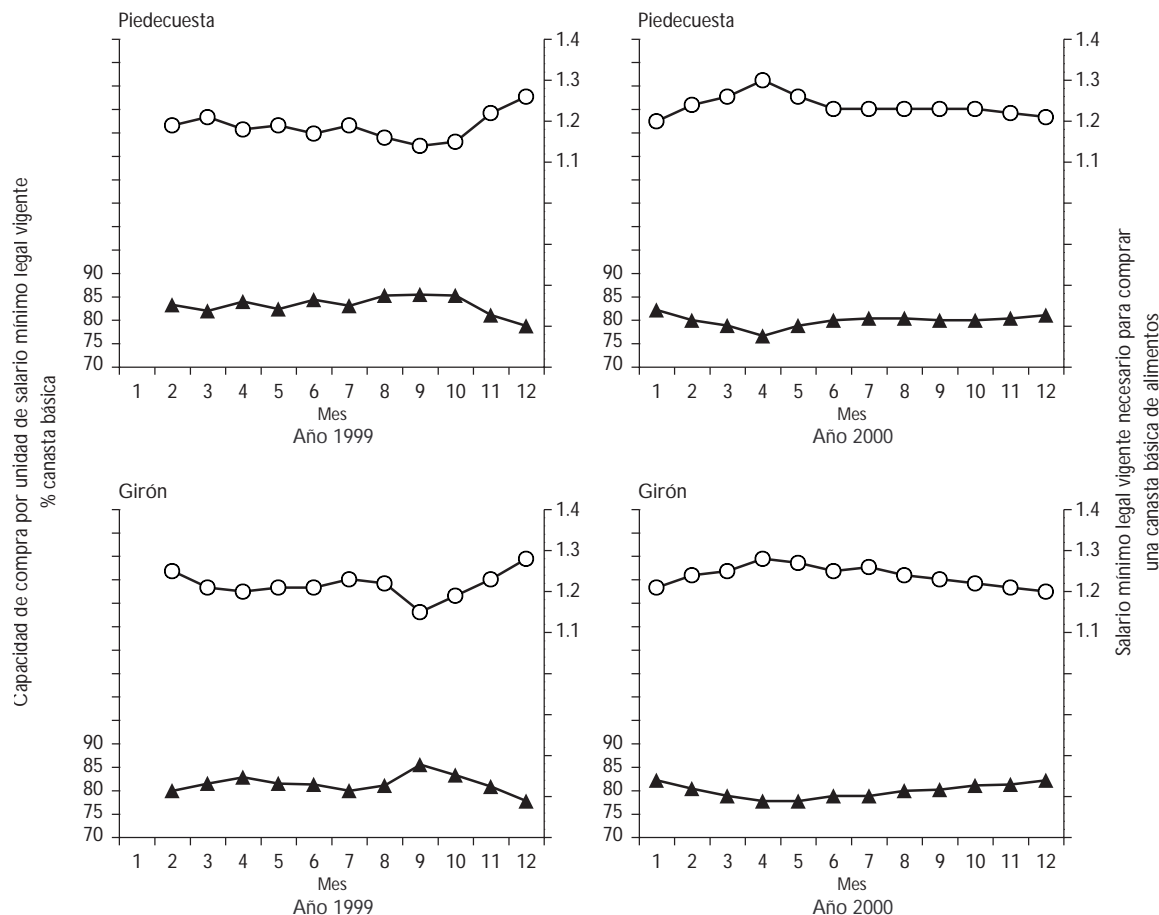 Piedecuesta
1.4
1.3
1.2
1.1
90
85
80
75
70
1 2 3 4 5 6 7 8 9 10 11 12
Mes
Año 1999
Piedecuesta
1.4
1.3
1.2
1.1
90
85
80
75
70
1 2 3 4 5 6 7 8 9 10 11 12
Mes
Año 2000
Girón
1.4
1.3
1.2
1.1
90
85
80
75
70
1 2 3 4 5 6 7 8 9 10 11 12
Mes
Año 1999
Girón
1.4
1.3
1.2
1.1
90
85
80
75
70
1 2 3 4 5 6 7 8 9 10 11 12
Mes
Año 2000
Capacidad de compra por unidad de salario mínimo legal vigente
% canasta básica
Salario mínimo legal vigente necesario para comprar
una canasta básica de alimentos